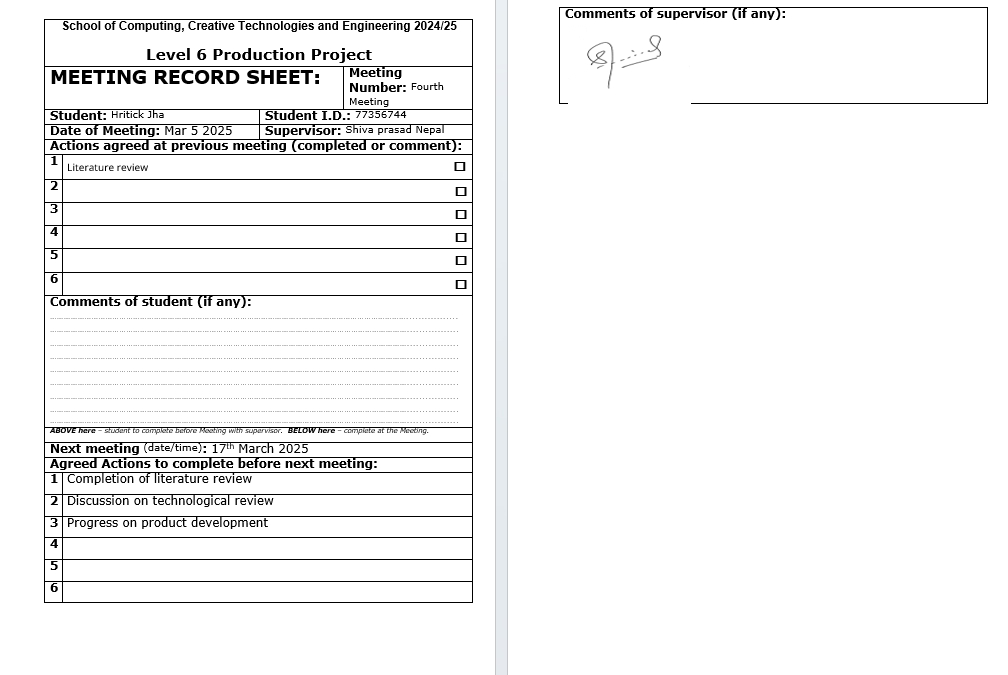 School of Computing, Creative Technologies and Engineering 2024/25
Level 6 Production Project
MEETING RECORD SHEET:
Meeting
Number: Fourth
Meeting
Student: Hritick Jha
Student I.D.: 77356744
Date of Meeting: Mar 5 2025
Supervisor: Shiva prasad Nepal
Actions agreed at previous meeting (completed or comment):
1 Literature review
2
3
4
5
6
Comments of student (if any):
ABOVE here – student to complete before Meeting with supervisor. BELOW here – complete at the Meeting.
Next meeting (date/time): 17th March 2025
Agreed Actions to complete before next meeting:
1 Completion of literature review
2 Discussion on technological review
3 Progress on product development
4
5
6
Comments of supervisor (if any):